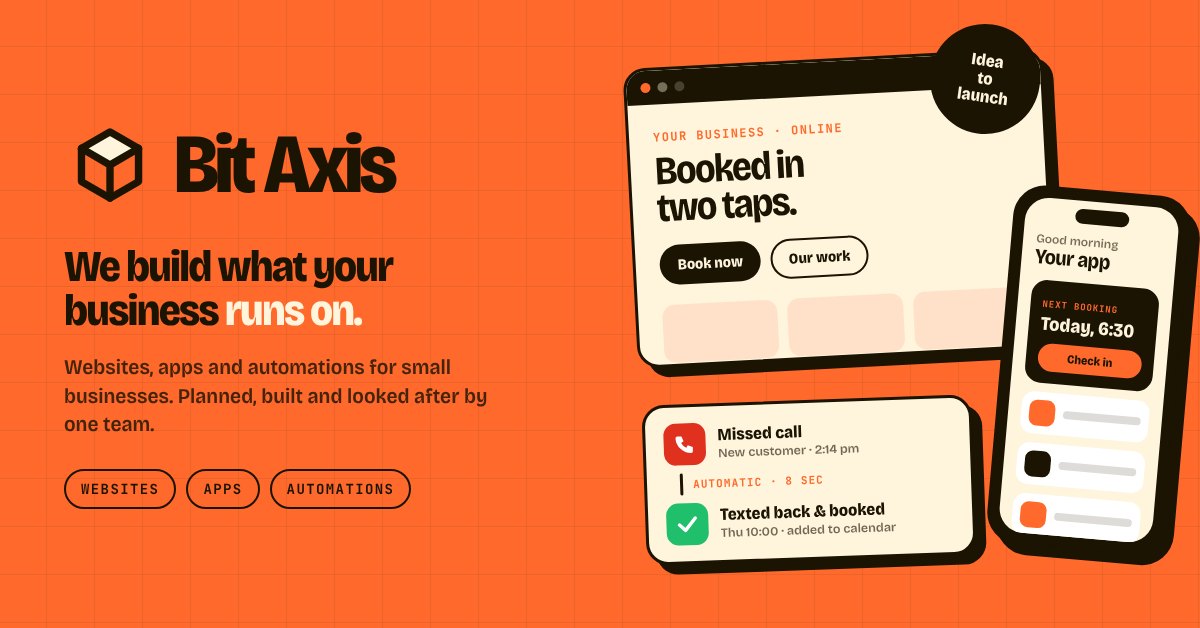 Bit Axis
We build what your
business runs on.
Websites, apps and automations for small
businesses. Planned, built and looked after by
one team.
WEBSITES
APPS
AUTOMATIONS
Idea
to
launch
YOUR BUSINESS · ONLINE
Booked in
two taps.
Book now
Our work
Good morning
Your app
NEXT BOOKING
Today, 6:30
Check in
Missed call
New customer · 2:14 pm
AUTOMATIC · 8 SEC
Texted back & booked
Thu 10:00 · added to calendar